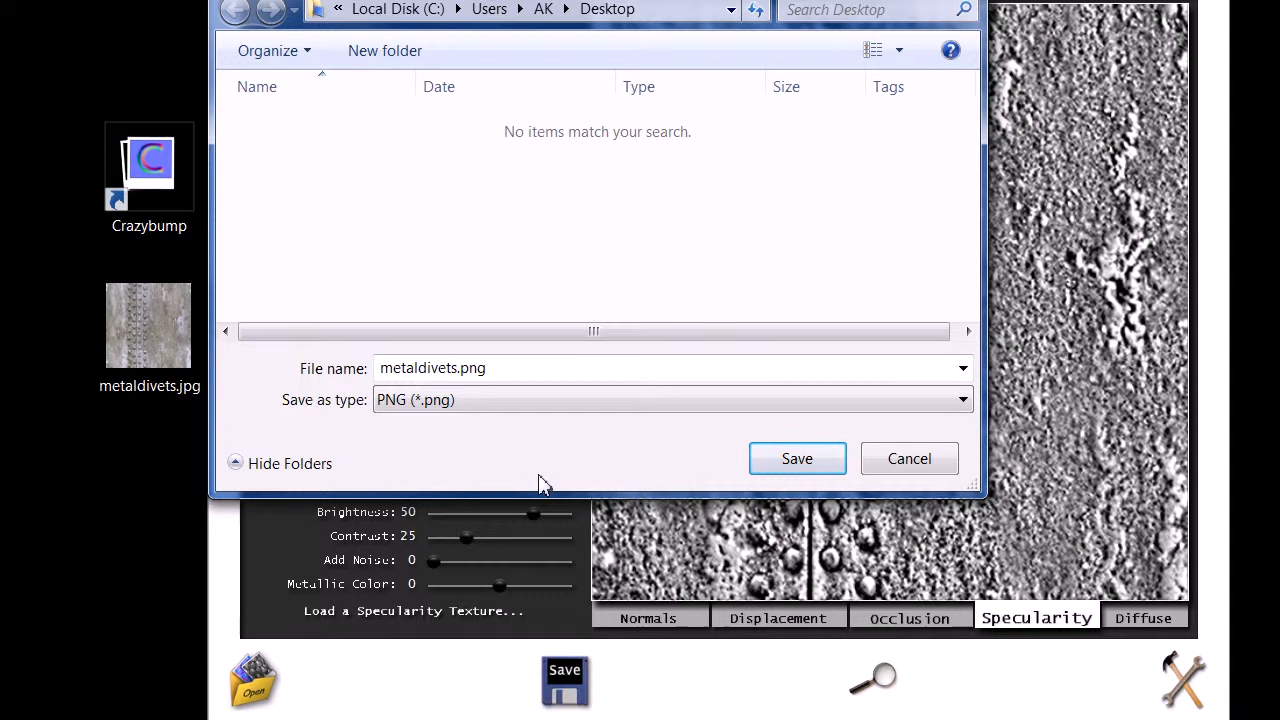 « Local Disk (C:) Users AK Desktop
Search Desktop
Organize New folder
Name Date Type Size Tags
No items match your search.
Crazybump
metaldivets.jpg
File name: metaldivets.png
Save as type: PNG (*.png)
Hide Folders
Save Cancel
Brightness: 50
Contrast: 25
Add Noise: 0
Metallic Color: 0
Load a Specularity Texture...
Normals Displacement Occlusion Specularity Diffuse
Open
Save